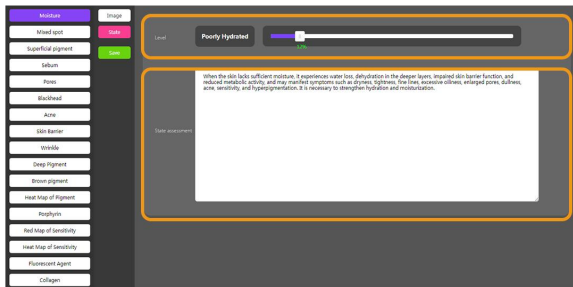 Moisture
Mixed spot
Superficial pigment
Sebum
Pores
Blackhead
Acne
Skin Barrier
Wrinkle
Deep Pigment
Brown pigment
Heat Map of Pigment
Porphyrin
Red Map of Sensitivity
Heat Map of Sensitivity
Fluorescent Agent
Collagen
Image
State
Save
Level
Poorly Hydrated
12%
State assessment
When the skin lacks sufficient moisture, it experiences water loss, dehydration in the deeper layers, impaired skin barrier function, and
reduced metabolic activity, and may manifest symptoms such as dryness, tightness, fine lines, excessive oiliness, enlarged pores, dullness,
acne, sensitivity, and hyperpigmentation. It is necessary to strengthen hydration and moisturization.